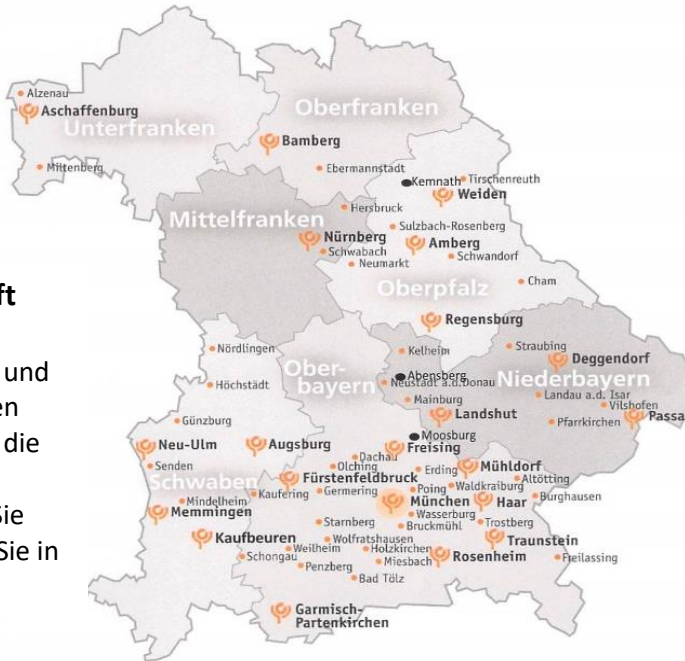 Alzenau
Aschaffenburg
Unterfranken
Miltenberg
Oberfranken
Bamberg
Ebermannstadt
Kemnath
Tirschenreuth
Weiden
Mittelfranken
Hersbruck
Sulzbach-Rosenberg
Nürnberg
Amberg
Schwabach
Schwandorf
Neumarkt
Cham
Oberpfalz
Regensburg
ft
und
en
die
Sie
Sie in
Nördlingen
Höchstädt
Günzburg
Ober-
bayern
Kelheim
Abensberg
Neustadt a.d.Donau
Mainburg
Straubing
Deggendorf
Niederbayern
Landau a.d. Isar
Vilshofen
Landshut
Pfarrkirchen
Passa
Moosburg
Neu-Ulm
Augsburg
Freising
Senden
Dachau
Olching
Erding
Mühldorf
Schwaben
Fürstenfeldbruck
Altötting
Mindelheim
Kaufering
Germering
Poing
Waldkraiburg
Burghausen
Memmingen
München
Haar
Wasserburg
Starnberg
Bruckmühl
Trostberg
Kaufbeuren
Wolfratshausen
Traunstein
Schongau
Weilheim
Holzkirchen
Rosenheim
Freilassing
Penzberg
Miesbach
Bad Tölz
Garmisch-
Partenkirchen